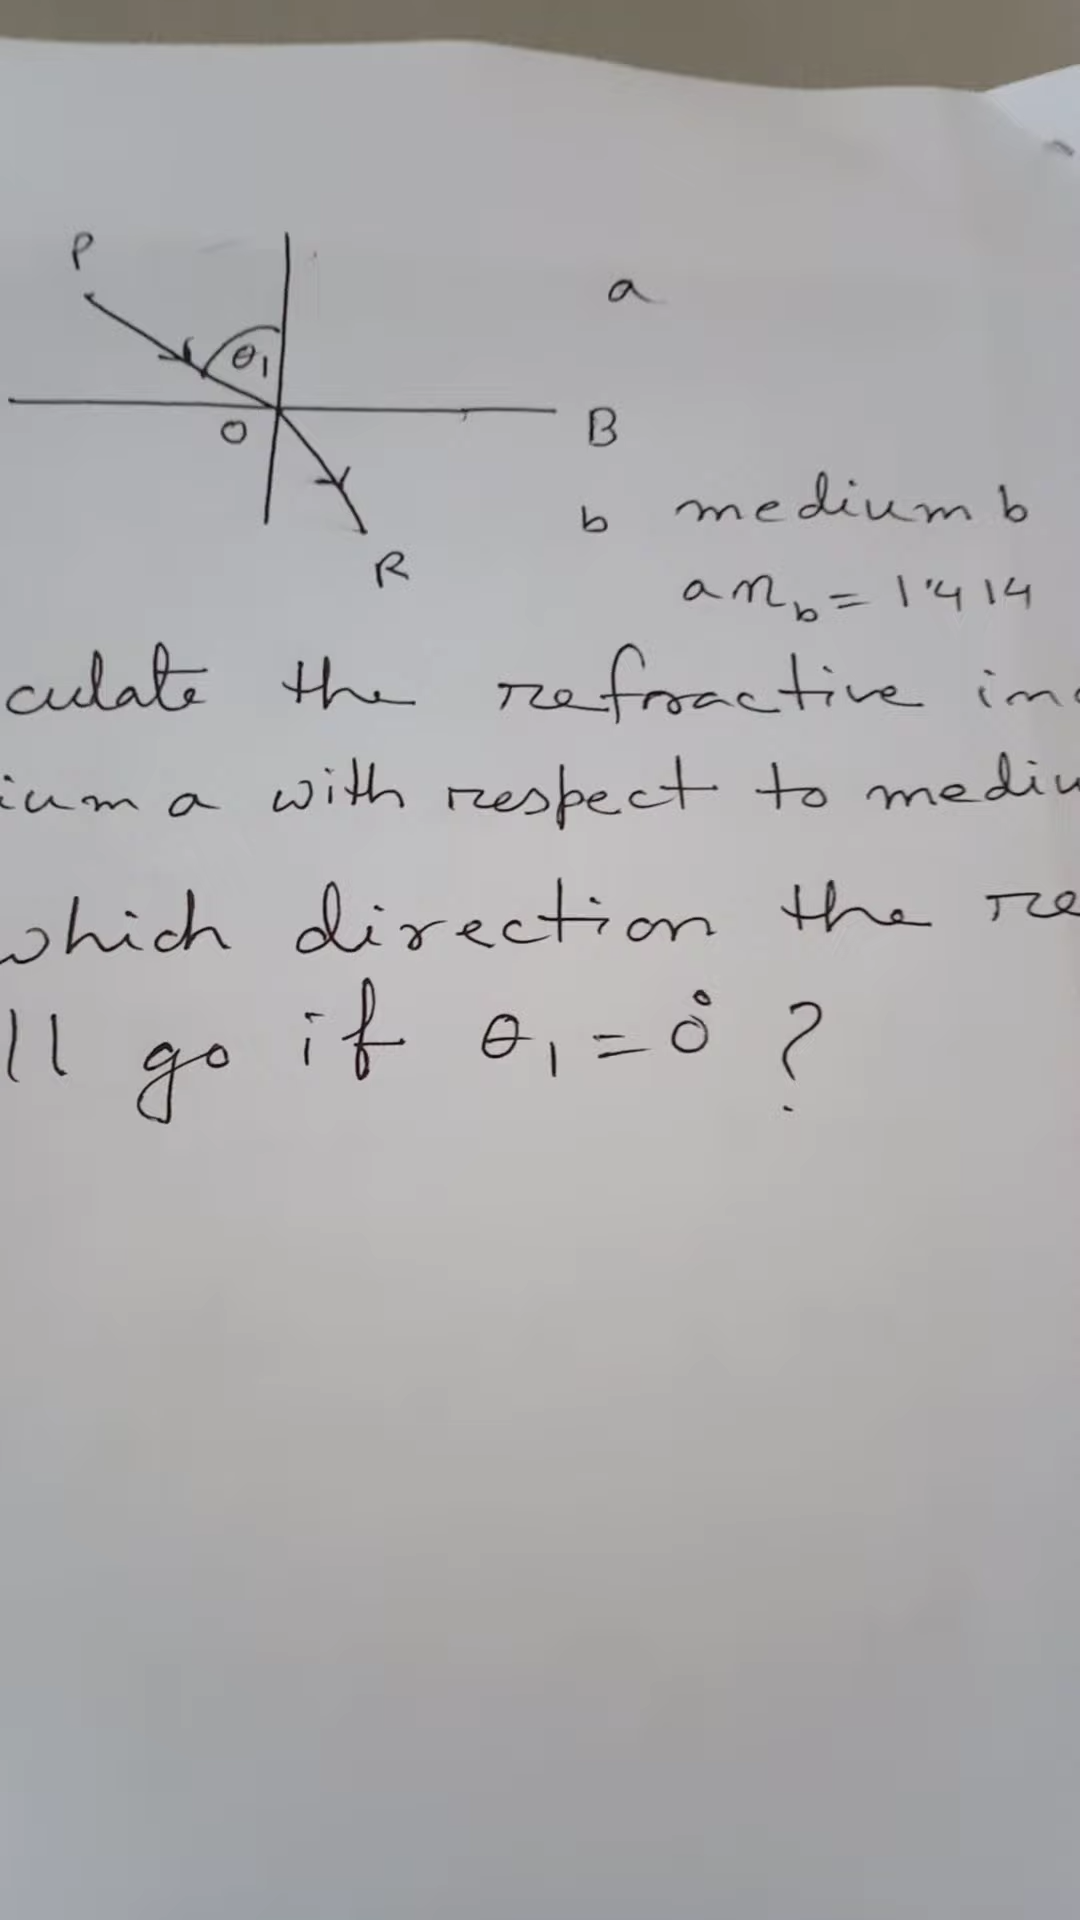 P
a
θ₁
O
B
b medium b
anb = 1.414
R
culate the refractive in
ium a with respect to mediu
which direction the re
ll go if θ₁ = 0° ?